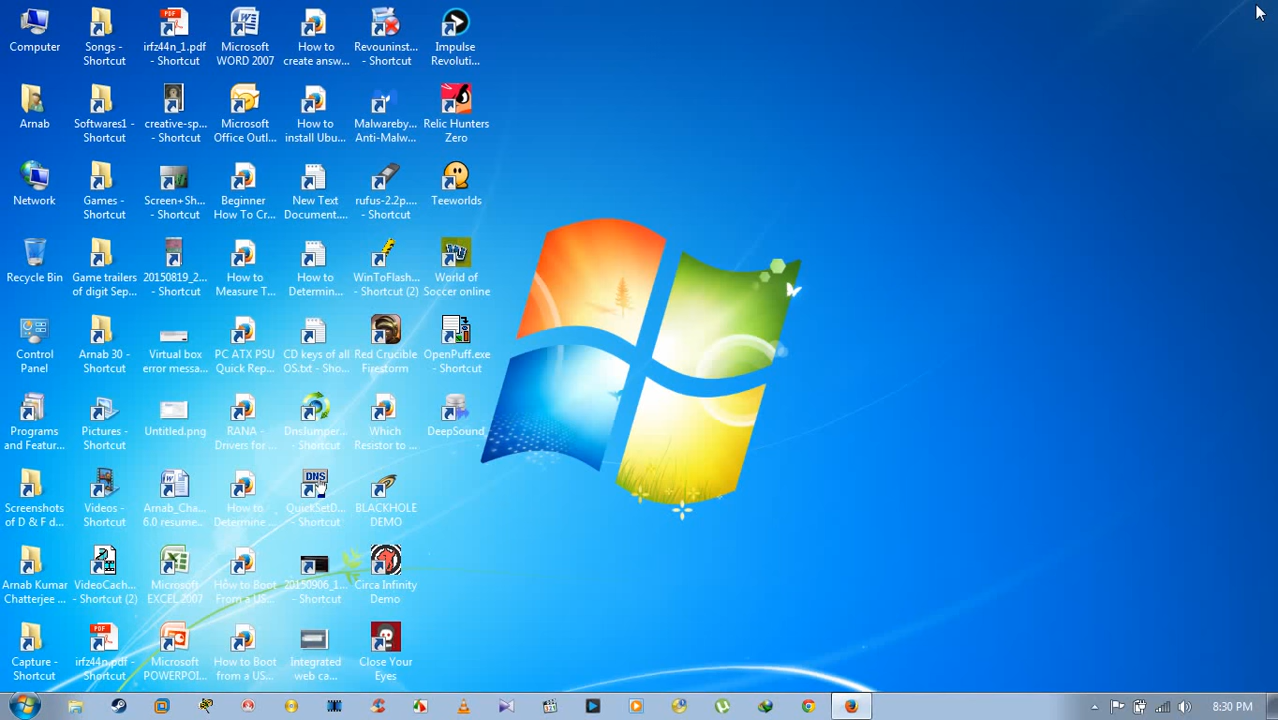 Computer
Songs -
Shortcut
irfz44n_1.pdf
- Shortcut
Microsoft
WORD 2007
How to
create answ...
Revouninst...
- Shortcut
Impulse
Revoluti...
Arnab
Softwares1 -
Shortcut
creative-sp...
- Shortcut
Microsoft
Office Outl...
How to
install Ubu...
Malwareby...
Anti-Malw...
Relic Hunters
Zero
Network
Games -
Shortcut
Screen+Sh...
- Shortcut
Beginner
How To Cr...
New Text
Document....
rufus-2.2p....
- Shortcut
Teeworlds
Recycle Bin
Game trailers
of digit Sep...
20150819_2...
- Shortcut
How to
Measure T...
How to
Determin...
WinToFlash...
- Shortcut (2)
World of
Soccer online
Control
Panel
Arnab 30 -
Shortcut
Virtual box
error messa...
PC ATX PSU
Quick Rep...
CD keys of all
OS.txt - Sho...
Red Crucible
Firestorm
OpenPuff.exe
- Shortcut
Programs
and Featur...
Pictures -
Shortcut
Untitled.png
RANA -
Drivers for ...
DnsJumper...
- Shortcut
Which
Resistor to ...
DeepSound
Screenshots
of D & F d...
Videos -
Shortcut
Arnab_Cha...
6.0 resume...
How to
Determine ...
DNS
QuickSetD...
- Shortcut
BLACKHOLE
DEMO
Arnab Kumar
Chatterjee ...
VideoCach...
- Shortcut (2)
Microsoft
EXCEL 2007
How to Boot
From a US...
20150906_1...
- Shortcut
Circa Infinity
Demo
Capture -
Shortcut
irfz44n.pdf -
Shortcut
Microsoft
POWERPOI...
How to Boot
from a US...
Integrated
web ca...
Close Your
Eyes
8:30 PM